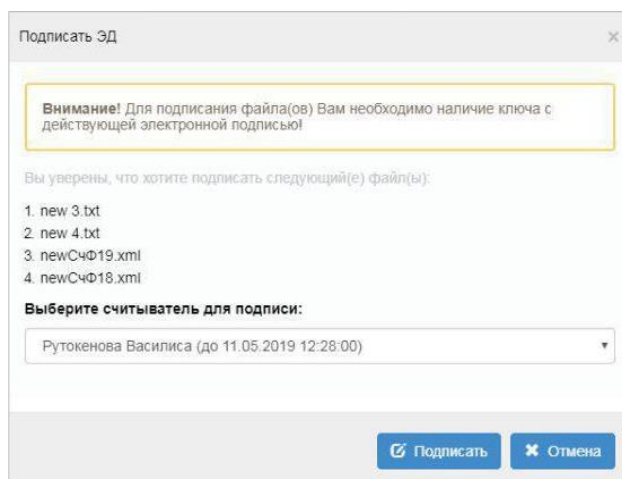 Подписать ЭД
×
Внимание! Для подписания файла(ов) Вам необходимо наличие ключа с
действующей электронной подписью!
Вы уверены, что хотите подписать следующий(е) файл(ы):
1. new 3.txt
2. new 4.txt
3. newСчФ19.xml
4. newСчФ18.xml
Выберите считыватель для подписи:
Рутокенова Василиса (до 11.05.2019 12:28:00)
Подписать
Отмена